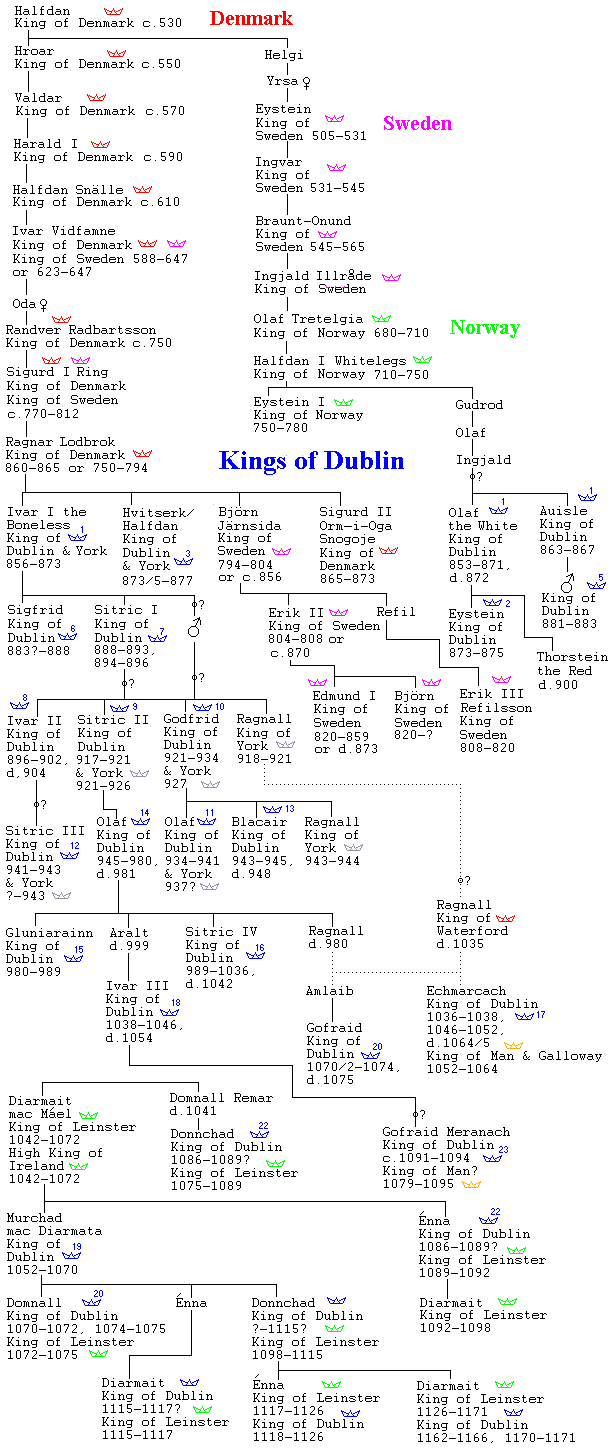 Halfdan
King of Denmark c.530
Denmark
Hroar
King of Denmark c.550
Helgi
Yrsa♀
Valdar
King of Denmark c.570
Eystein
King of
Sweden 505-531
Sweden
Harald I
King of Denmark c.590
Ingvar
King of
Sweden 531-545
Halfdan Snälle
King of Denmark c.610
Braunt-Onund
King of
Sweden 545-565
Ivar Vidfamne
King of Denmark
King of Sweden 588-647
or 623-647
Ingjald Illråde
King of Sweden
Oda♀
Randver Radbartsson
King of Denmark c.750
Olaf Tretelgia
King of Norway 680-710
Norway
Sigurd I Ring
King of Denmark
King of Sweden
c.770-812
Halfdan I Whitelegs
King of Norway 710-750
Eystein I
King of Norway
750-780
Gudrod
Olaf
Ingjald
?
Ragnar Lodbrok
King of Denmark
860-865 or 750-794
Kings of Dublin
Ivar I the
Boneless
King of 1
Dublin & York
856-873
Hvitserk/
Halfdan
King of
Dublin 3
& York
873/5-877
Björn
Järnsida
King of
Sweden
794-804
or c.856
Sigurd II
Orm-i-Oga
Snogoje
King of
Denmark
865-873
Olaf 1
the White
King of
Dublin
853-871,
d.872
1
Auisle
King of
Dublin
863-867
♂ 5
King of
Dublin
881-883
Sigfrid
King of
Dublin 6
883?-888
Sitric I
King of
Dublin 7
888-893,
894-896
?
♂
?
Erik II
King of Sweden
804-808 or
c.870
Refil
Eystein 2
King of
Dublin
873-875
Thorstein
the Red
d.900
Edmund I
King of
Sweden
820-859
or d.873
Björn
King of
Sweden
820-?
Erik III
Refilsson
King of
Sweden
808-820
?
8
Ivar II
King of
Dublin
896-902,
d,904
9
Sitric II
King of
Dublin
917-921
& York
921-926
10
Godfrid
King of
Dublin
921-934
& York
927
Ragnall
King of
York
918-921
?
Sitric III
King of
Dublin 12
941-943
& York
?-943
Olaf 14
King of
Dublin
945-980,
d.981
Olaf 11
King of
Dublin
934-941
& York
937?
13
Blacair
King of
Dublin
943-945,
d.948
Ragnall
King of
York
943-944
?
Ragnall
King of
Waterford
d.1035
Gluniarainn
King of
Dublin 15
980-989
Aralt
d.999
Sitric IV
King of
Dublin 16
989-1036,
d.1042
Ragnall
d.980
Ivar III
King of
Dublin 18
1038-1046,
d.1054
Amlaib
Gofraid
King of
Dublin 20
1070/2-1074,
d.1075
Echmarcach
King of Dublin
1036-1038, 17
1046-1052,
d.1064/5
King of Man & Galloway
1052-1064
Diarmait
mac Máel
King of Leinster
1042-1072
High King of
Ireland
1042-1072
Domnall Remar
d.1041
Donnchad 22
King of Dublin
1086-1089?
King of Leinster
1075-1089
?
Gofraid Meranach
King of Dublin
c.1091-1094 23
King of Man?
1079-1095
Murchad
mac Diarmata
King of
Dublin 19
1052-1070
Énna 22
King of Dublin
1086-1089?
King of Leinster
1089-1092
Domnall 20
King of Dublin
1070-1072, 1074-1075
King of Leinster
1072-1075
Énna
Donnchad
King of Dublin
?-1115?
King of Leinster
1098-1115
Diarmait
King of Leinster
1092-1098
Diarmait
King of Dublin
1115-1117?
King of Leinster
1115-1117
Énna
King of Leinster
1117-1126
King of Dublin
1118-1126
Diarmait
King of Leinster
1126-1171
King of Dublin
1162-1166, 1170-1171